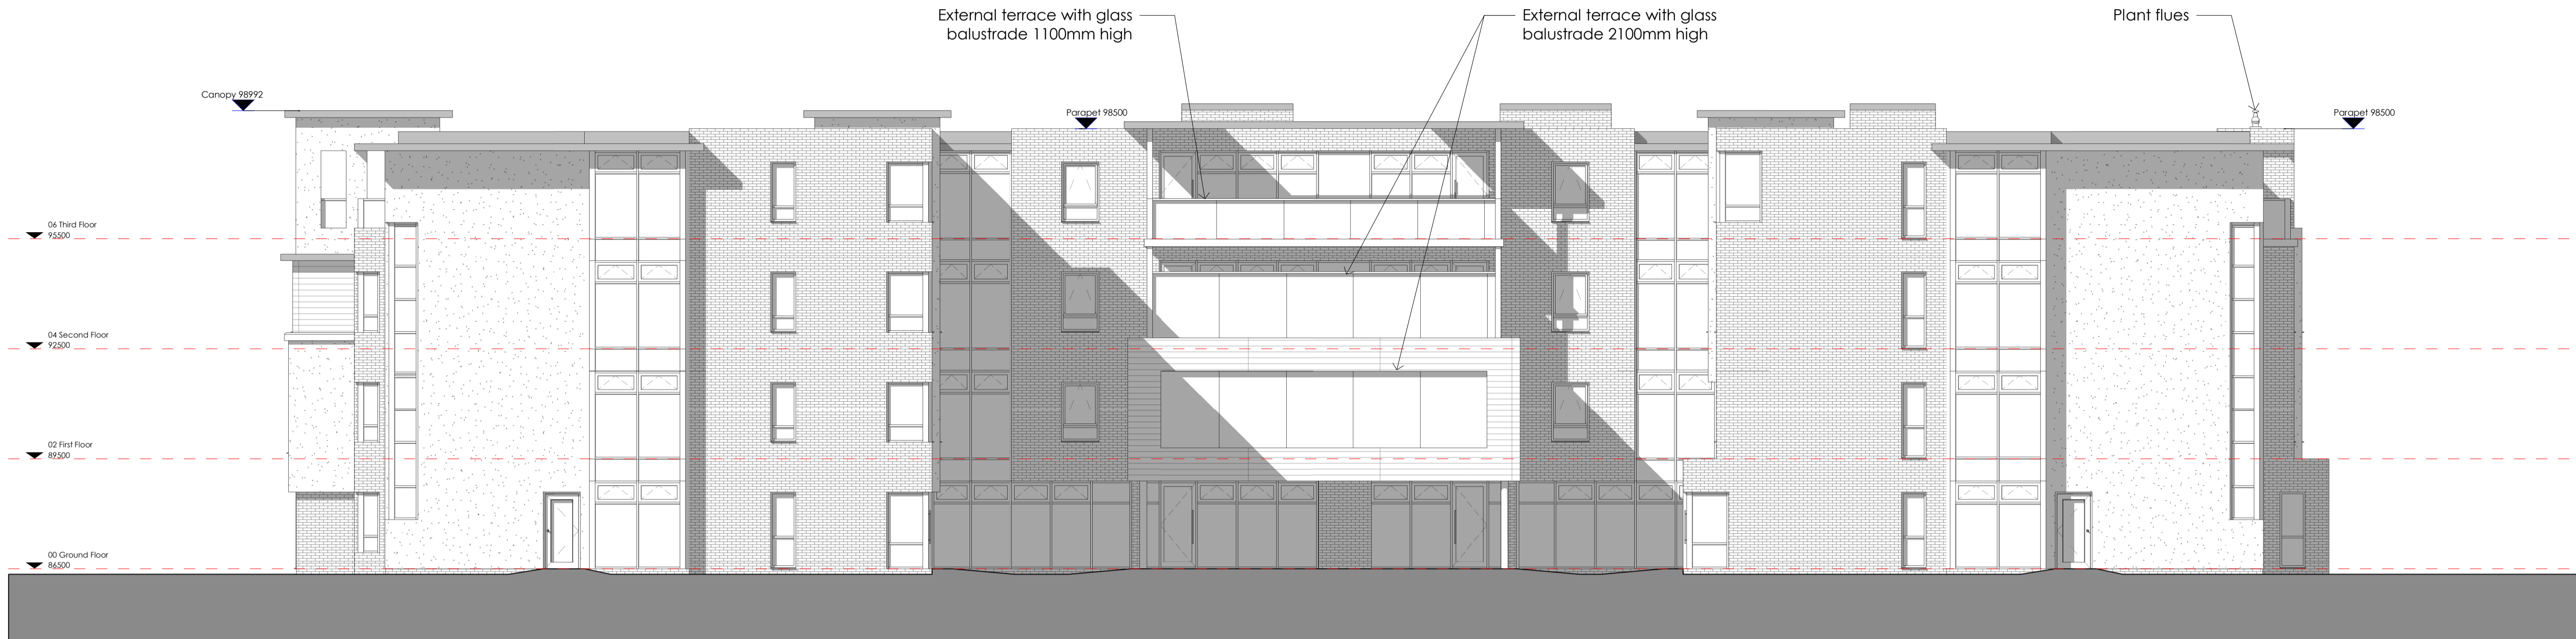 External terrace with glass
balustrade 1100mm high
External terrace with glass
balustrade 2100mm high
Plant flues
Canopy 98992
Parapet 98500
Parapet 98500
06 Third Floor
95500
04 Second Floor
92500
02 First Floor
89500
00 Ground Floor
86500